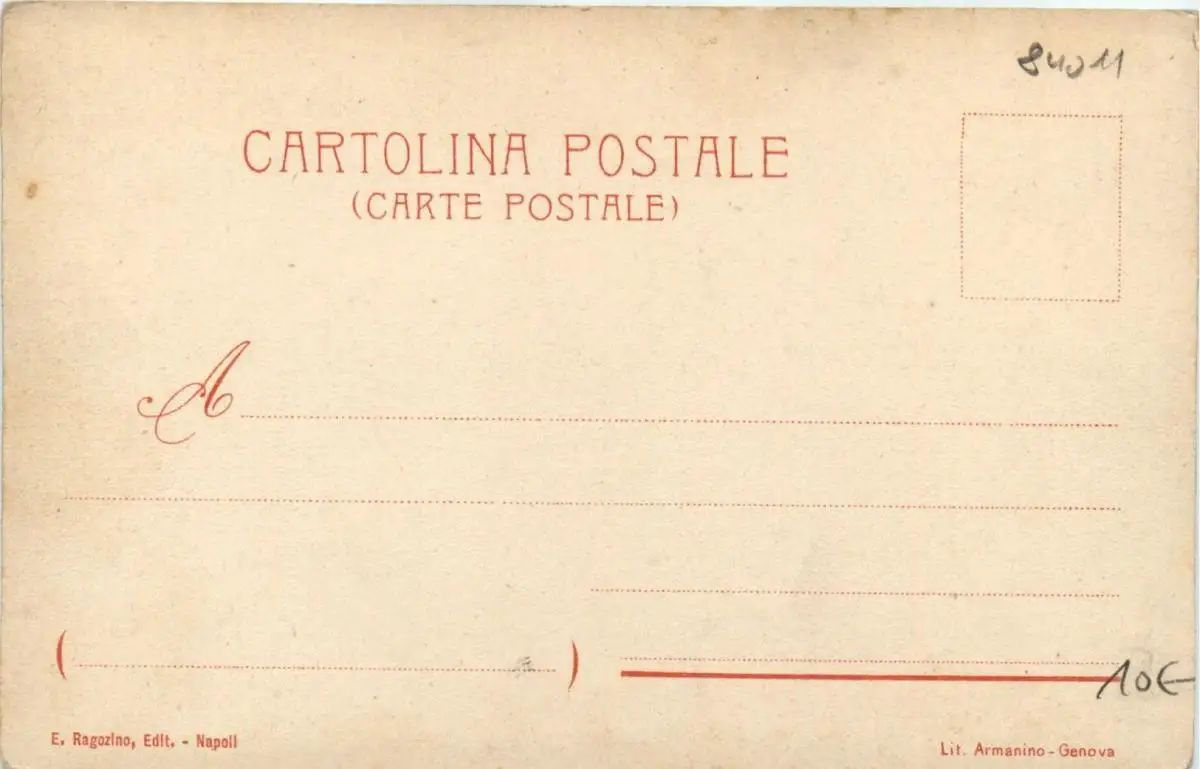 84011
CARTOLINA POSTALE
(CARTE POSTALE)
A
( )
10€
E. Ragozino, Edit. - Napoli
Lit. Armanino - Genova